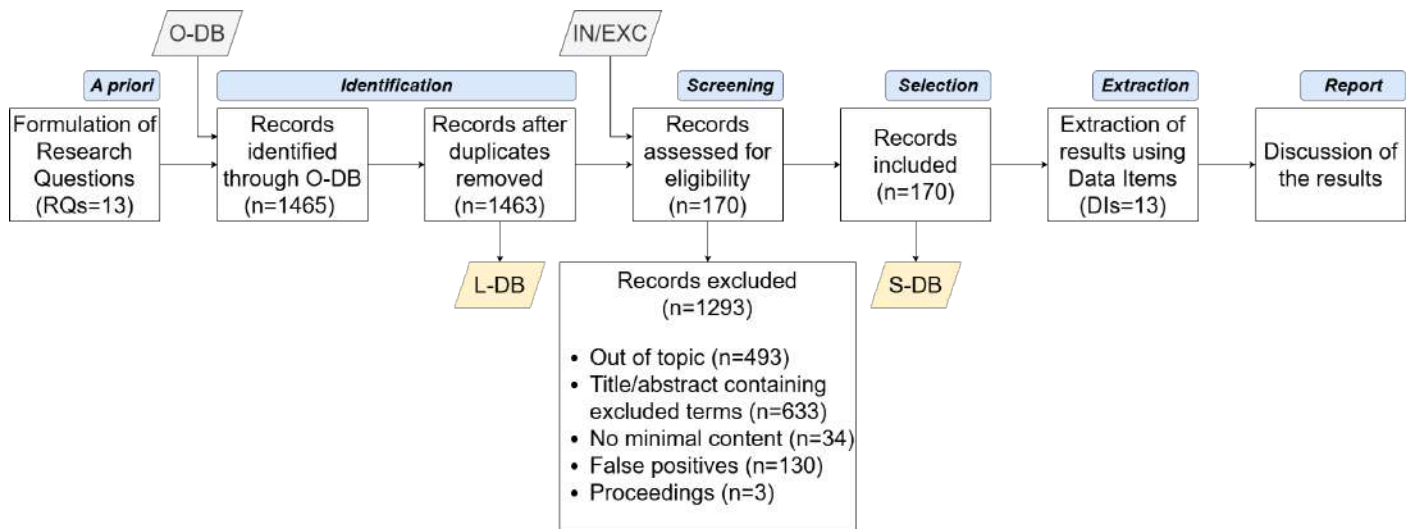 O-DB
IN/EXC
A priori
Identification
Screening
Selection
Extraction
Report
Formulation of
Research
Questions
(RQs=13)
Records
identified
through O-DB
(n=1465)
Records after
duplicates
removed
(n=1463)
Records
assessed for
eligibility
(n=170)
Records
included
(n=170)
Extraction of
results using
Data Items
(DIs=13)
Discussion of
the results
L-DB
Records excluded
(n=1293)
• Out of topic (n=493)
• Title/abstract containing
excluded terms (n=633)
• No minimal content (n=34)
• False positives (n=130)
• Proceedings (n=3)
S-DB